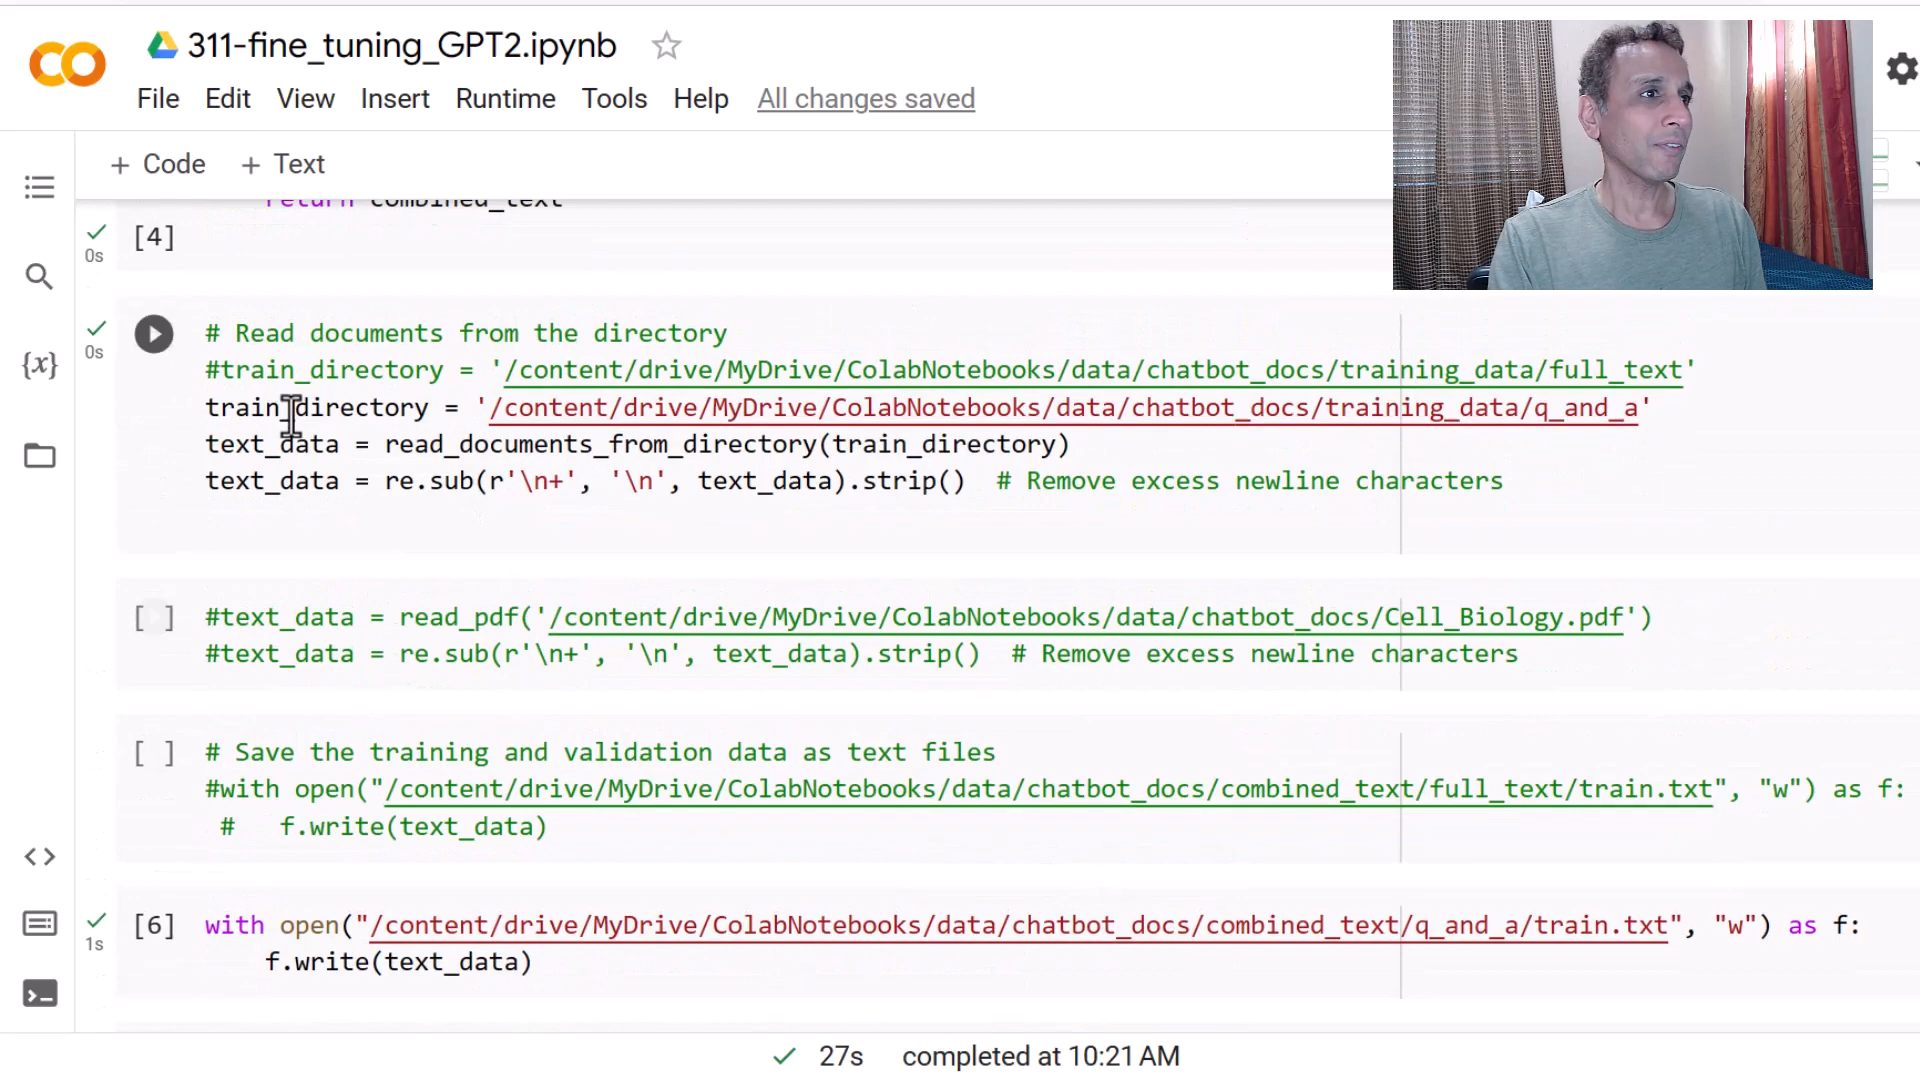 311-fine_tuning_GPT2.ipynb
File Edit View Insert Runtime Tools Help All changes saved
+ Code + Text
return combined_text
[4]
0s
# Read documents from the directory
0s
#train_directory = '/content/drive/MyDrive/ColabNotebooks/data/chatbot_docs/training_data/full_text'
train_directory = '/content/drive/MyDrive/ColabNotebooks/data/chatbot_docs/training_data/q_and_a'
text_data = read_documents_from_directory(train_directory)
text_data = re.sub(r'\n+', '\n', text_data).strip()  # Remove excess newline characters
[ ] #text_data = read_pdf('/content/drive/MyDrive/ColabNotebooks/data/chatbot_docs/Cell_Biology.pdf')
#text_data = re.sub(r'\n+', '\n', text_data).strip()  # Remove excess newline characters
[ ] # Save the training and validation data as text files
#with open("/content/drive/MyDrive/ColabNotebooks/data/chatbot_docs/combined_text/full_text/train.txt", "w") as f:
#   f.write(text_data)
[6] with open("/content/drive/MyDrive/ColabNotebooks/data/chatbot_docs/combined_text/q_and_a/train.txt", "w") as f:
1s
f.write(text_data)
27s completed at 10:21 AM